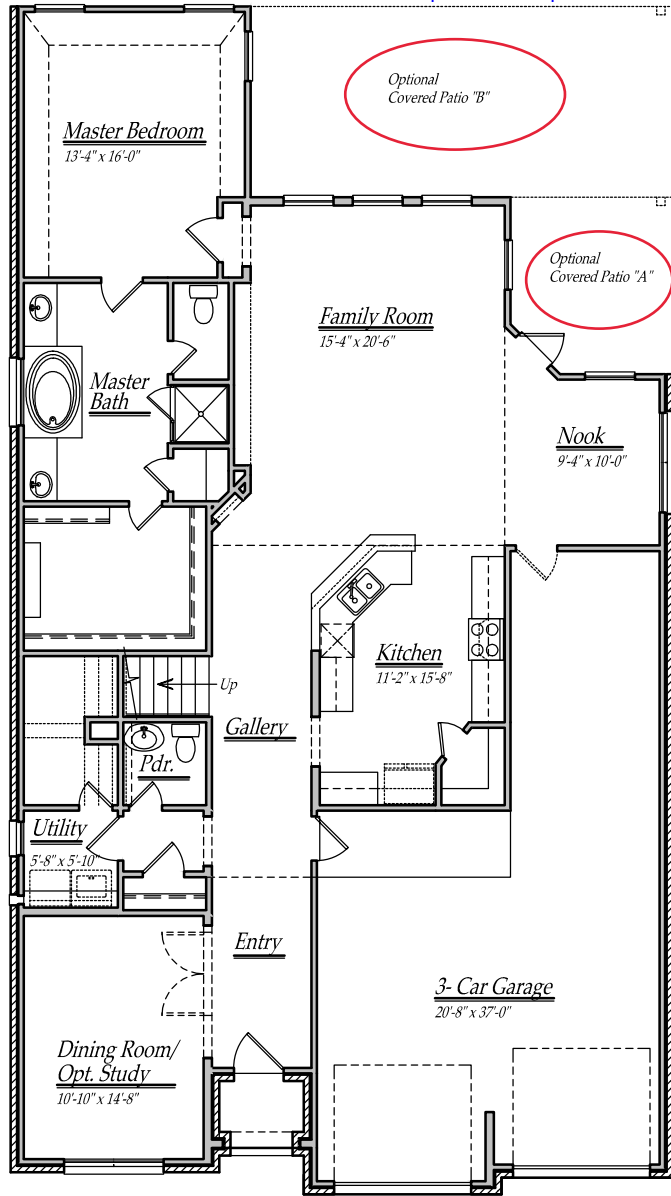 Optional
Covered Patio "B"
Master Bedroom
13'-4" x 16'-0"
Optional
Covered Patio "A"
Family Room
15'-4" x 20'-6"
Master
Bath
Nook
9'-4" x 10'-0"
Kitchen
11'-2" x 15'-8"
Up
Gallery
Pdr.
Utility
5'-8" x 5'-10"
Entry
3- Car Garage
20'-8" x 37'-0"
Dining Room/
Opt. Study
10'-10" x 14'-8"